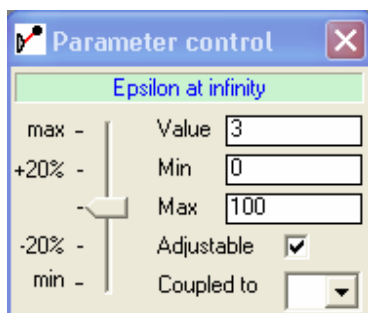 Parameter control
Epsilon at infinity
max - Value 3
+20% - Min 0
- Max 100
-20% - Adjustable
min - Coupled to